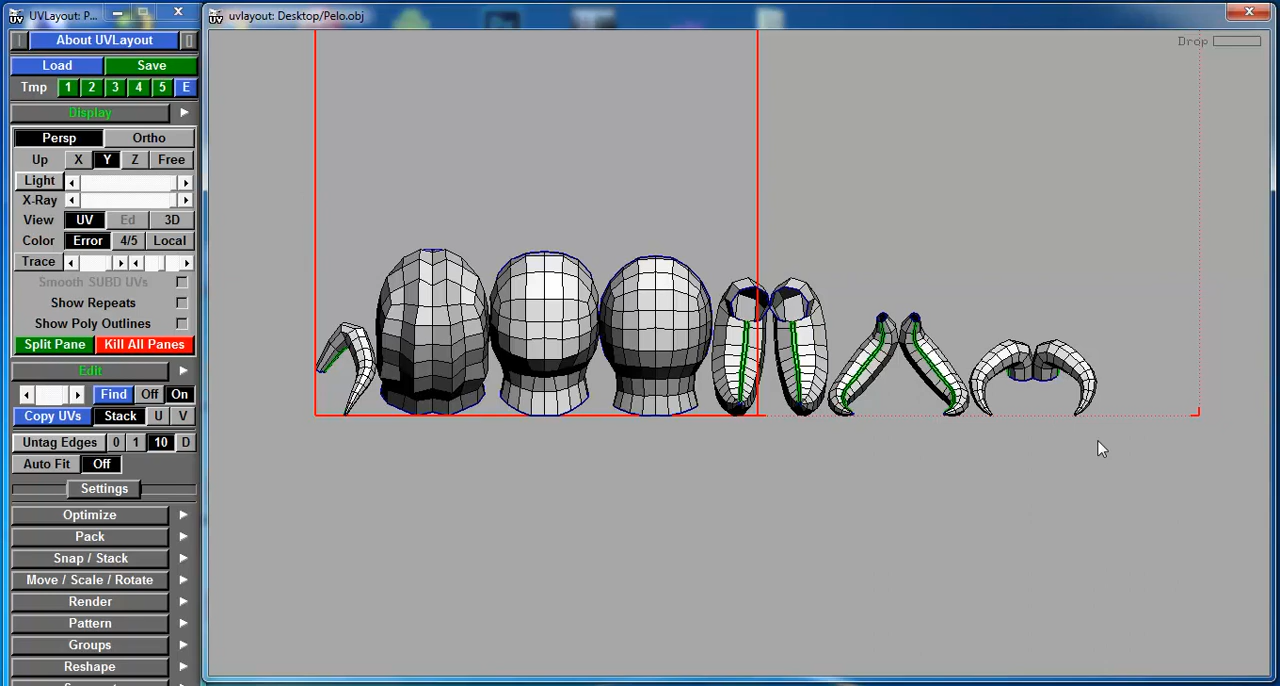 UVLayout: P...
uvlayout: Desktop/Pelo.obj
About UVLayout
Load Save
Tmp 1 2 3 4 5 E
Display
Persp Ortho
Up X Y Z Free
Light
X-Ray
View UV Ed 3D
Color Error 4/5 Local
Trace
Smooth SUBD UVs
Show Repeats
Show Poly Outlines
Split Pane Kill All Panes
Edit
Find Off On
Copy UVs Stack U V
Untag Edges 0 1 10 D
Auto Fit Off
Settings
Optimize
Pack
Snap / Stack
Move / Scale / Rotate
Render
Pattern
Groups
Reshape
Drop